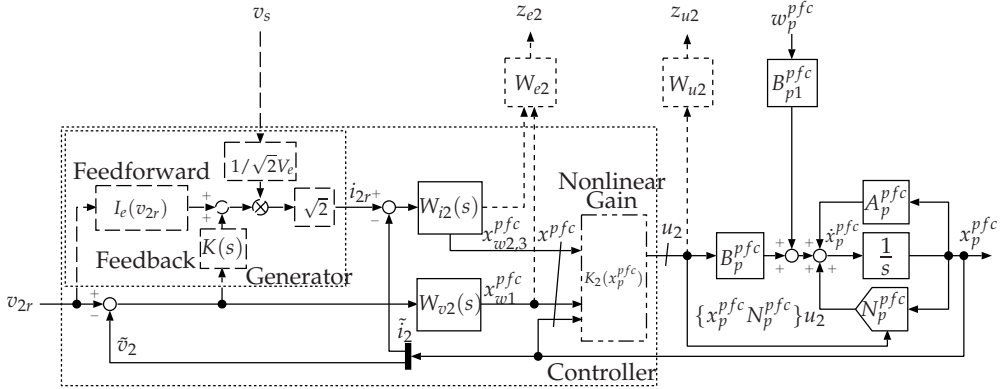 v_s z_{e2} z_{u2} w_p^{pfc}
W_{e2} W_{u2} B_{p1}^{pfc}
1/√2V_e
Feedforward
I_e(v_{2r}) + + √2 i_{2r} + − W_{i2}(s)
Nonlinear
Gain
A_p^{pfc}
K(s)
Feedback
Generator
x_{w2,3}^{pfc} x^{pfc} u_2 B_p^{pfc} + + + + + ẋ_p^{pfc} 1/s x_p^{pfc}
K_2(x_p^{pfc})
v_{2r} + − W_{v2}(s) x_{w1}^{pfc}
{x_p^{pfc} N_p^{pfc}}u_2 N_p^{pfc}
ṽ_2 ĩ_2
Controller